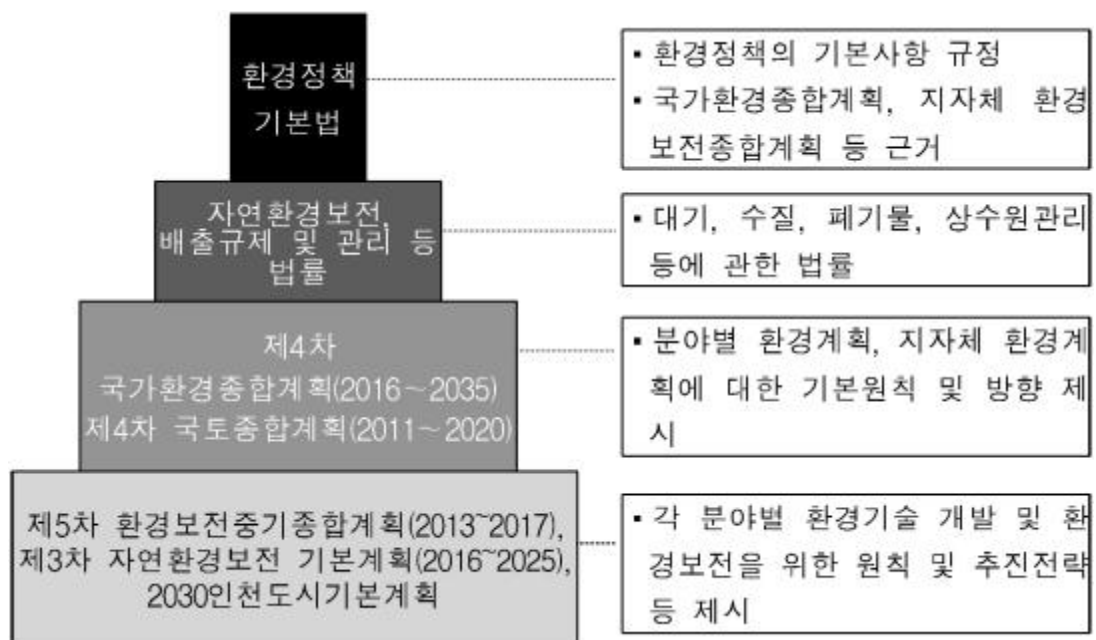 환경정책
기본법
▪ 환경정책의 기본사항 규정
▪ 국가환경종합계획, 지자체 환경
보전종합계획 등 근거
자연환경보전,
배출규제 및 관리 등
법률
▪ 대기, 수질, 폐기물, 상수원관리
등에 관한 법률
제4차
국가환경종합계획(2016~2035)
제4차 국토종합계획(2011~2020)
▪ 분야별 환경계획, 지자체 환경계
획에 대한 기본원칙 및 방향 제
시
제5차 환경보전중기종합계획(2013~2017),
제3차 자연환경보전 기본계획(2016~2025),
2030인천도시기본계획
▪ 각 분야별 환경기술 개발 및 환
경보전을 위한 원칙 및 추진전략
등 제시